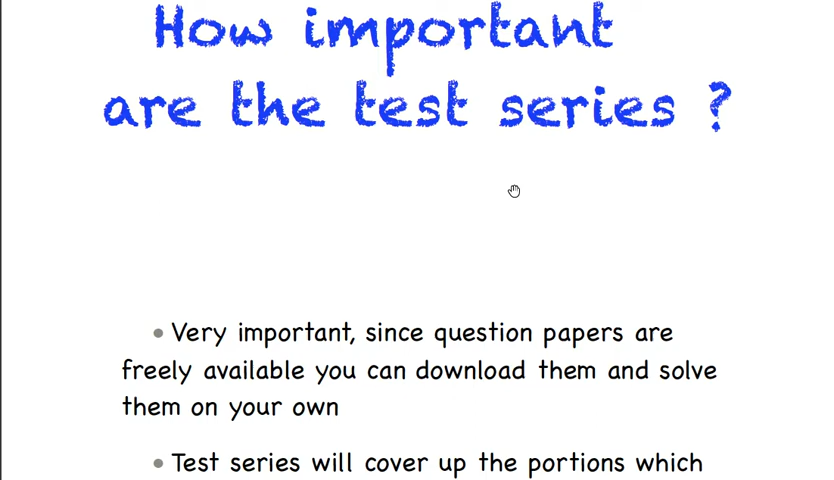 How important
are the test series ?
• Very important, since question papers are
freely available you can download them and solve
them on your own
• Test series will cover up the portions which